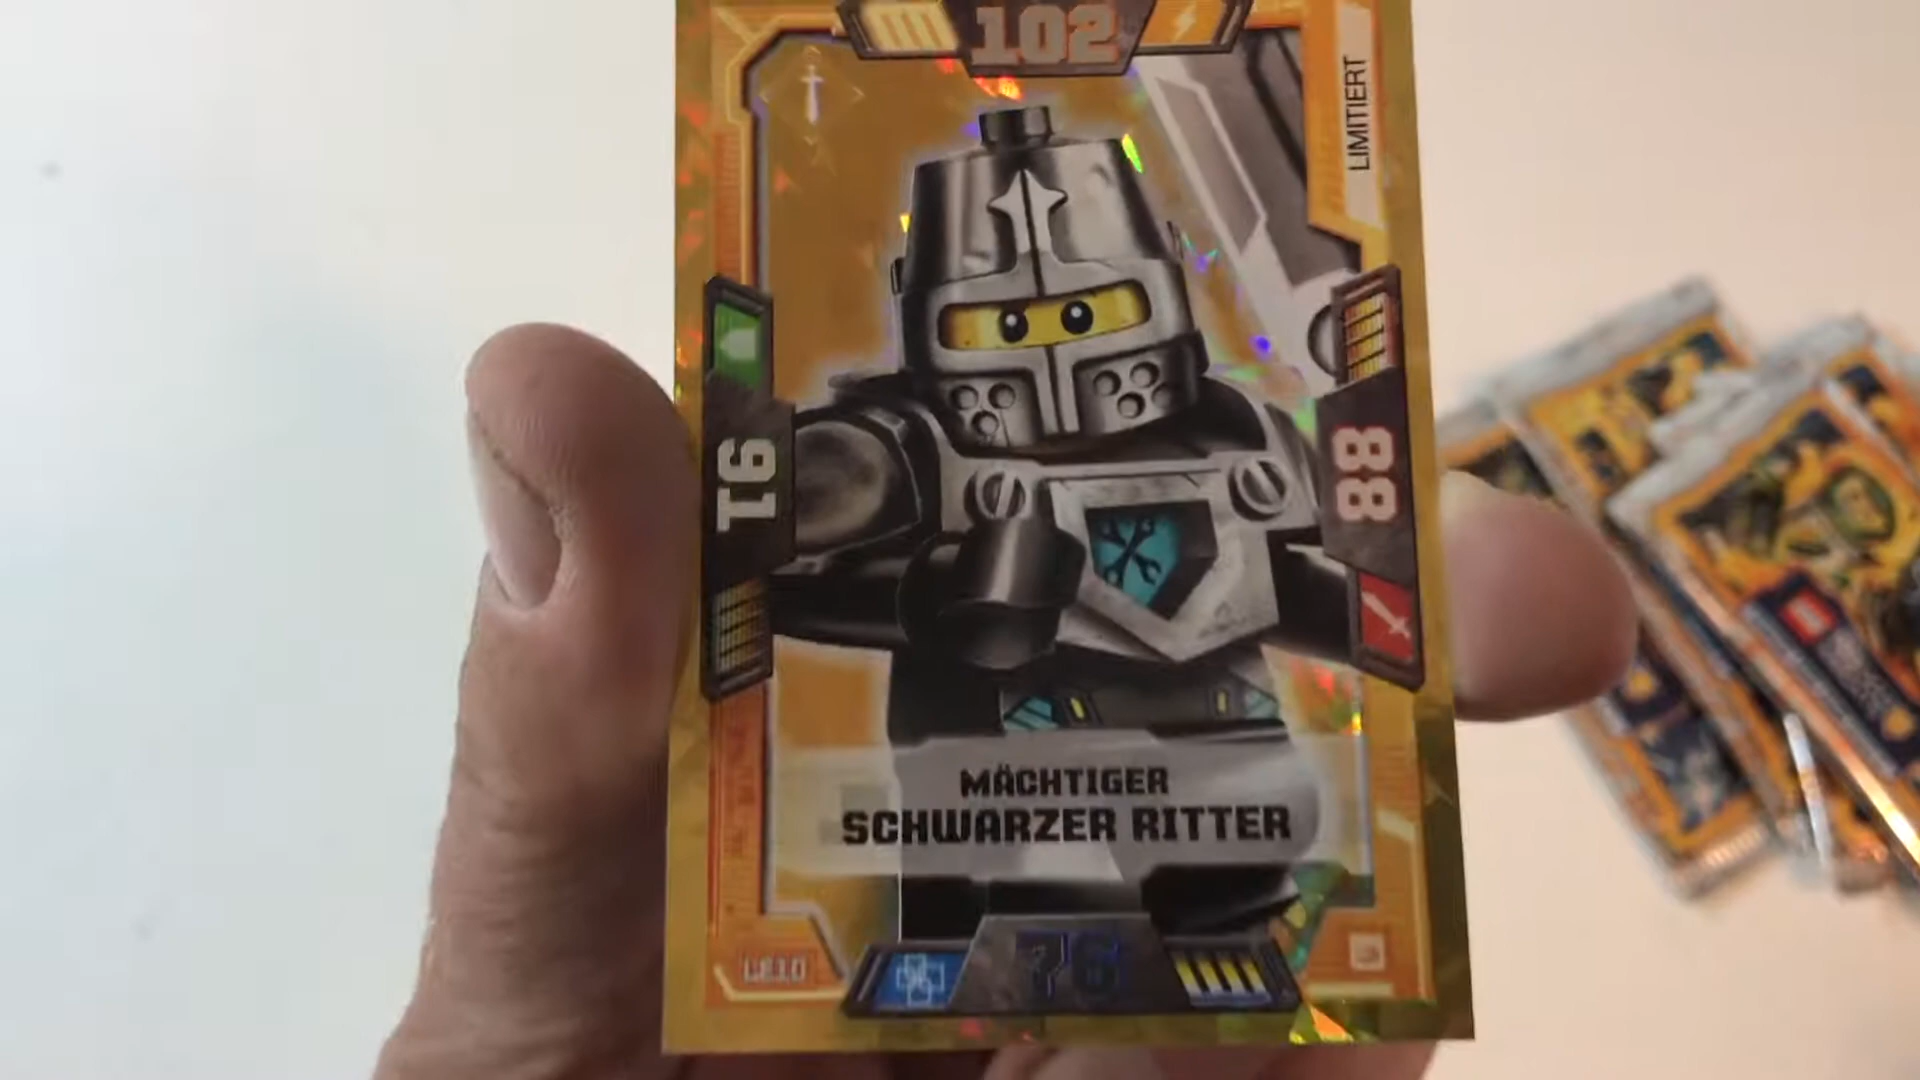 102
LIMITIERT
91
88
MÄCHTIGER
SCHWARZER RITTER
LE10
76